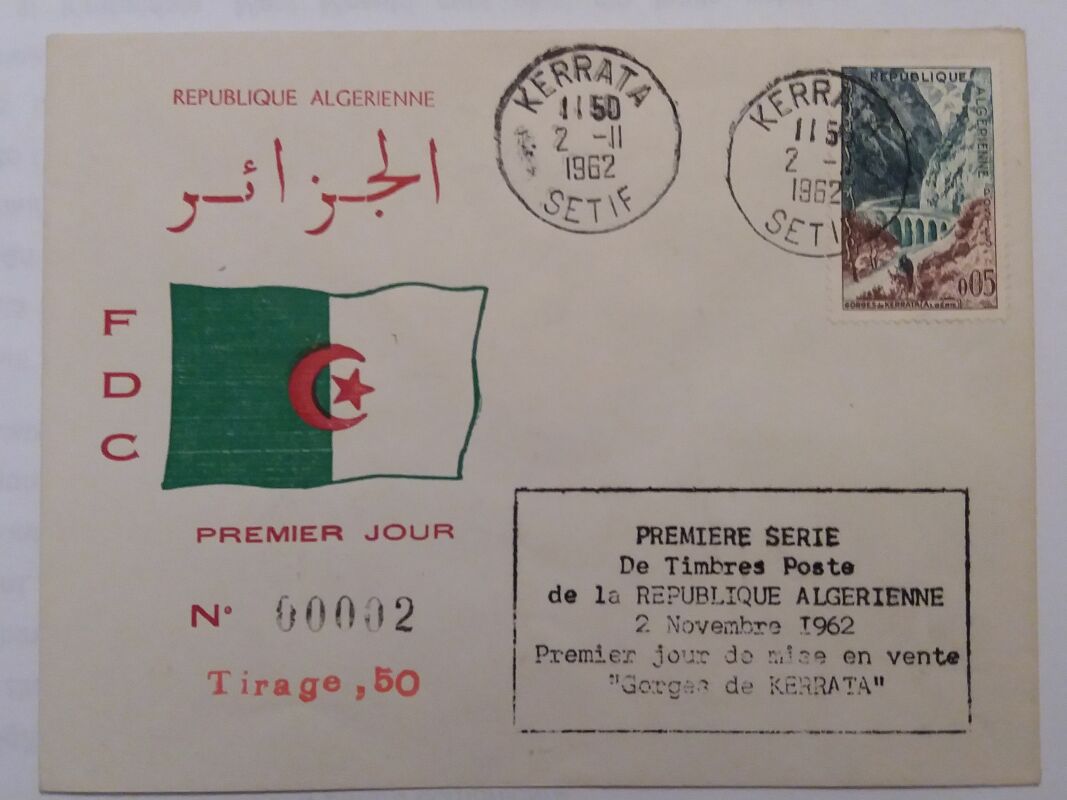 REPUBLIQUE ALGERIENNE
الجزائر
F
D
C
PREMIER JOUR
N° 00002
Tirage, 50
KERRATA
11 50
2 -11
1962
SETIF
KERRA
11 5
2 -
1962
SETI
REPUBLIQUE
ALGERIENNE
0,05
GORGES de KERRATA (ALGERIE)
PREMIERE SERIE
De Timbres Poste
de la REPUBLIQUE ALGERIENNE
2 Novembre 1962
Premier jour de mise en vente
"Gorges de KERRATA"